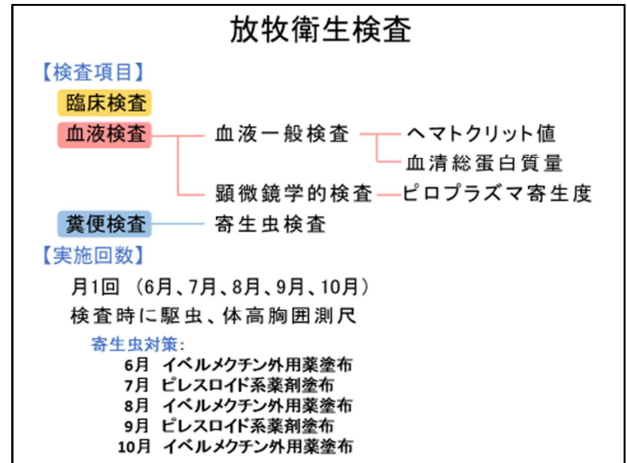 放牧衛生検査
【検査項目】
臨床検査
血液検査 血液一般検査 ヘマトクリット値
血清総蛋白質量
顕微鏡学的検査 ピロプラズマ寄生度
糞便検査 寄生虫検査
【実施回数】
月1回 （6月、7月、8月、9月、10月）
検査時に駆虫、体高胸囲測尺
寄生虫対策：
6月 イベルメクチン外用薬塗布
7月 ピレスロイド系薬剤塗布
8月 イベルメクチン外用薬塗布
9月 ピレスロイド系薬剤塗布
10月 イベルメクチン外用薬塗布